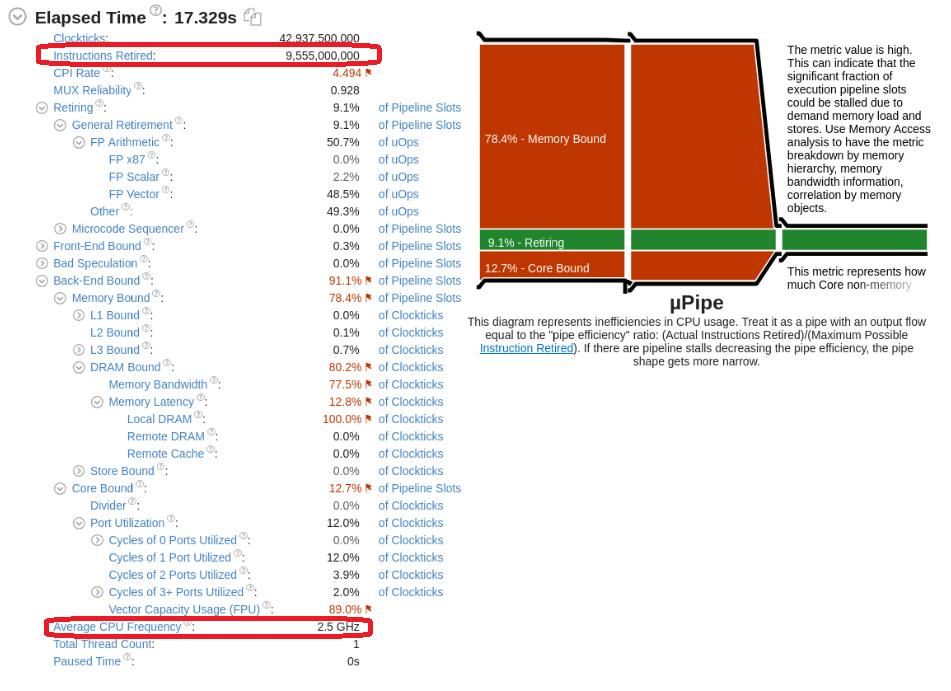 Elapsed Time: 17.329s
Clockticks: 42,937,500,000
Instructions Retired: 9,555,000,000
CPI Rate: 4.494
MUX Reliability: 0.928
Retiring: 9.1% of Pipeline Slots
General Retirement: 9.1% of Pipeline Slots
FP Arithmetic: 50.7% of uOps
FP x87: 0.0% of uOps
FP Scalar: 2.2% of uOps
FP Vector: 48.5% of uOps
Other: 49.3% of uOps
Microcode Sequencer: 0.0% of Pipeline Slots
Front-End Bound: 0.3% of Pipeline Slots
Bad Speculation: 0.0% of Pipeline Slots
Back-End Bound: 91.1% of Pipeline Slots
Memory Bound: 78.4% of Pipeline Slots
L1 Bound: 0.0% of Clockticks
L2 Bound: 0.1% of Clockticks
L3 Bound: 0.7% of Clockticks
DRAM Bound: 80.2% of Clockticks
Memory Bandwidth: 77.5% of Clockticks
Memory Latency: 12.8% of Clockticks
Local DRAM: 100.0% of Clockticks
Remote DRAM: 0.0% of Clockticks
Remote Cache: 0.0% of Clockticks
Store Bound: 0.0% of Clockticks
Core Bound: 12.7% of Pipeline Slots
Divider: 0.0% of Clockticks
Port Utilization: 12.0% of Clockticks
Cycles of 0 Ports Utilized: 0.0% of Clockticks
Cycles of 1 Port Utilized: 12.0% of Clockticks
Cycles of 2 Ports Utilized: 3.9% of Clockticks
Cycles of 3+ Ports Utilized: 2.0% of Clockticks
Vector Capacity Usage (FPU): 89.0%
Average CPU Frequency: 2.5 GHz
Total Thread Count: 1
Paused Time: 0s
78.4% - Memory Bound
9.1% - Retiring
12.7% - Core Bound
The metric value is high.
This can indicate that the
significant fraction of
execution pipeline slots
could be stalled due to
demand memory load and
stores. Use Memory Access
analysis to have the metric
breakdown by memory
hierarchy, memory
bandwidth information,
correlation by memory
objects.
This metric represents how
much Core non-memory
µPipe
This diagram represents inefficiencies in CPU usage. Treat it as a pipe with an output flow
equal to the "pipe efficiency" ratio: (Actual Instructions Retired)/(Maximum Possible
Instruction Retired). If there are pipeline stalls decreasing the pipe efficiency, the pipe
shape gets more narrow.